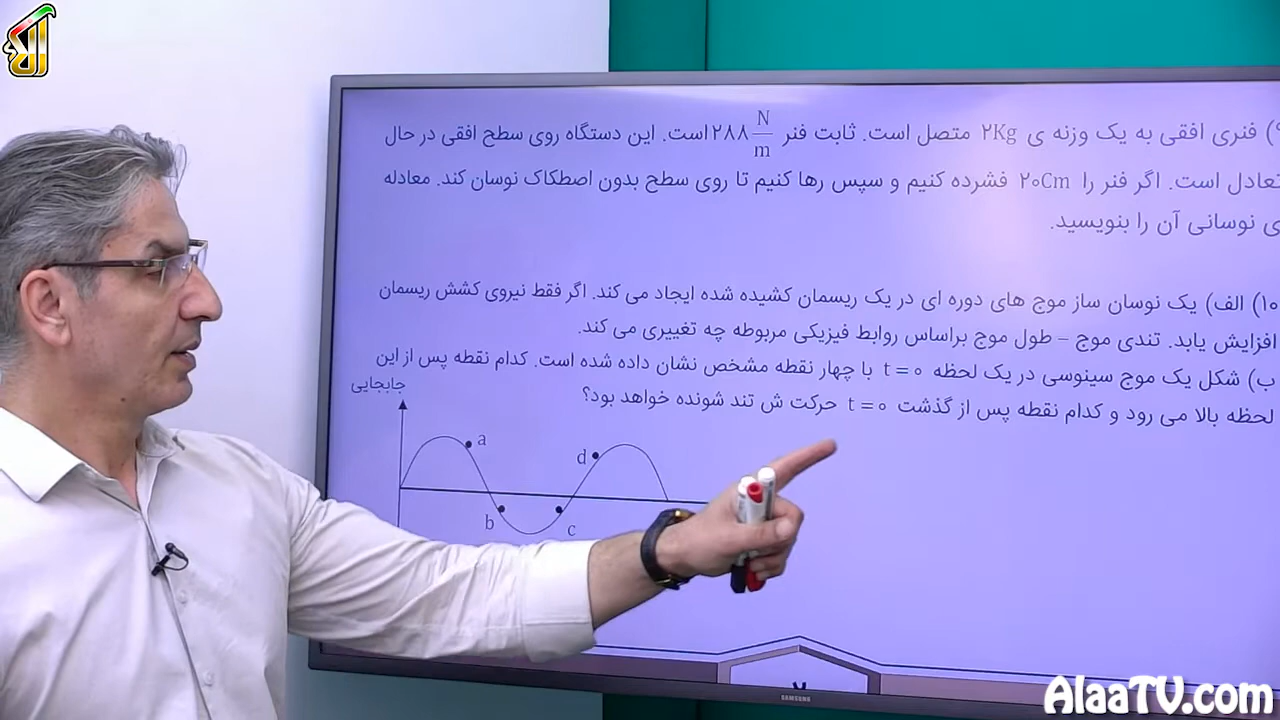 آلاء
) فنری افقی به یک وزنه ی ۲Kg متصل است. ثابت فنر ۲۸۸ N/m است. این دستگاه روی سطح افقی در حال
تعادل است. اگر فنر را ۲۰Cm فشرده کنیم و سپس رها کنیم تا روی سطح بدون اصطکاک نوسان کند. معادله
ی نوسانی آن را بنویسید.
۱۰) الف) یک نوسان ساز موج های دوره ای در یک ریسمان کشیده شده ایجاد می کند. اگر فقط نیروی کشش ریسمان
افزایش یابد. تندی موج – طول موج براساس روابط فیزیکی مربوطه چه تغییری می کند.
ب) شکل یک موج سینوسی در یک لحظه t = ۰ با چهار نقطه مشخص نشان داده شده است. کدام نقطه پس از این
لحظه بالا می رود و کدام نقطه پس از گذشت t = ۰ حرکت ش تند شونده خواهد بود؟
جابجایی
a
d
b
c
۷
SAMSUNG
AlaaTV.com